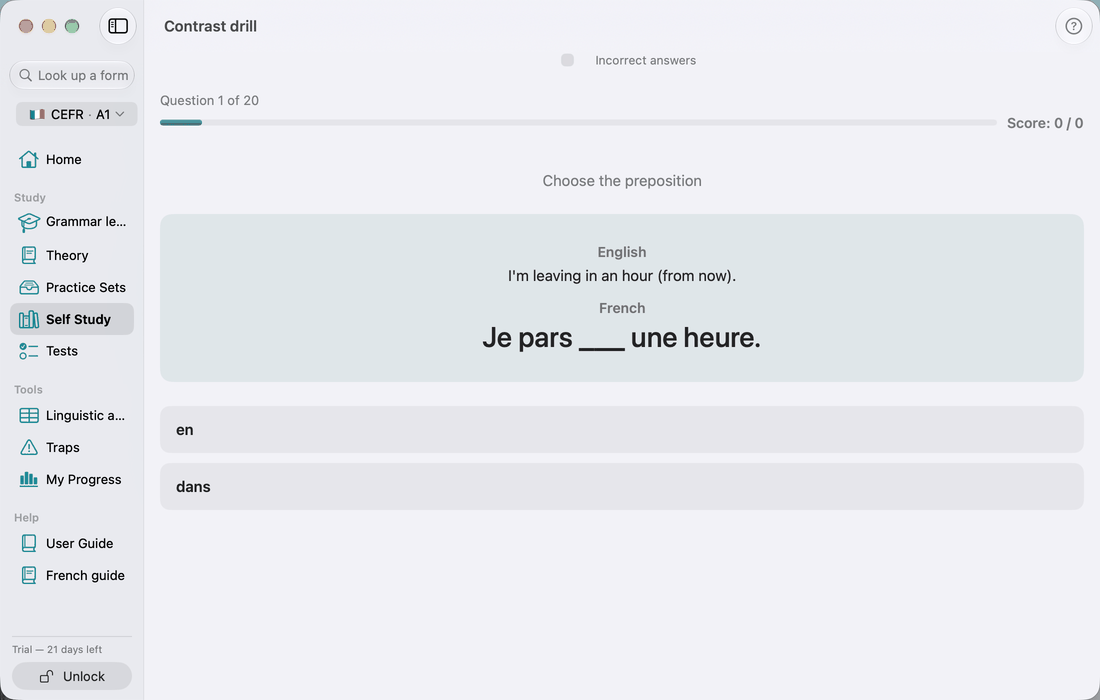 Contrast drill
Look up a form
CEFR · A1
Home
Study
Grammar le...
Theory
Practice Sets
Self Study
Tests
Tools
Linguistic a...
Traps
My Progress
Help
User Guide
French guide
Trial — 21 days left
Unlock
Incorrect answers
Question 1 of 20
Score: 0 / 0
Choose the preposition
English
I'm leaving in an hour (from now).
French
Je pars ___ une heure.
en
dans